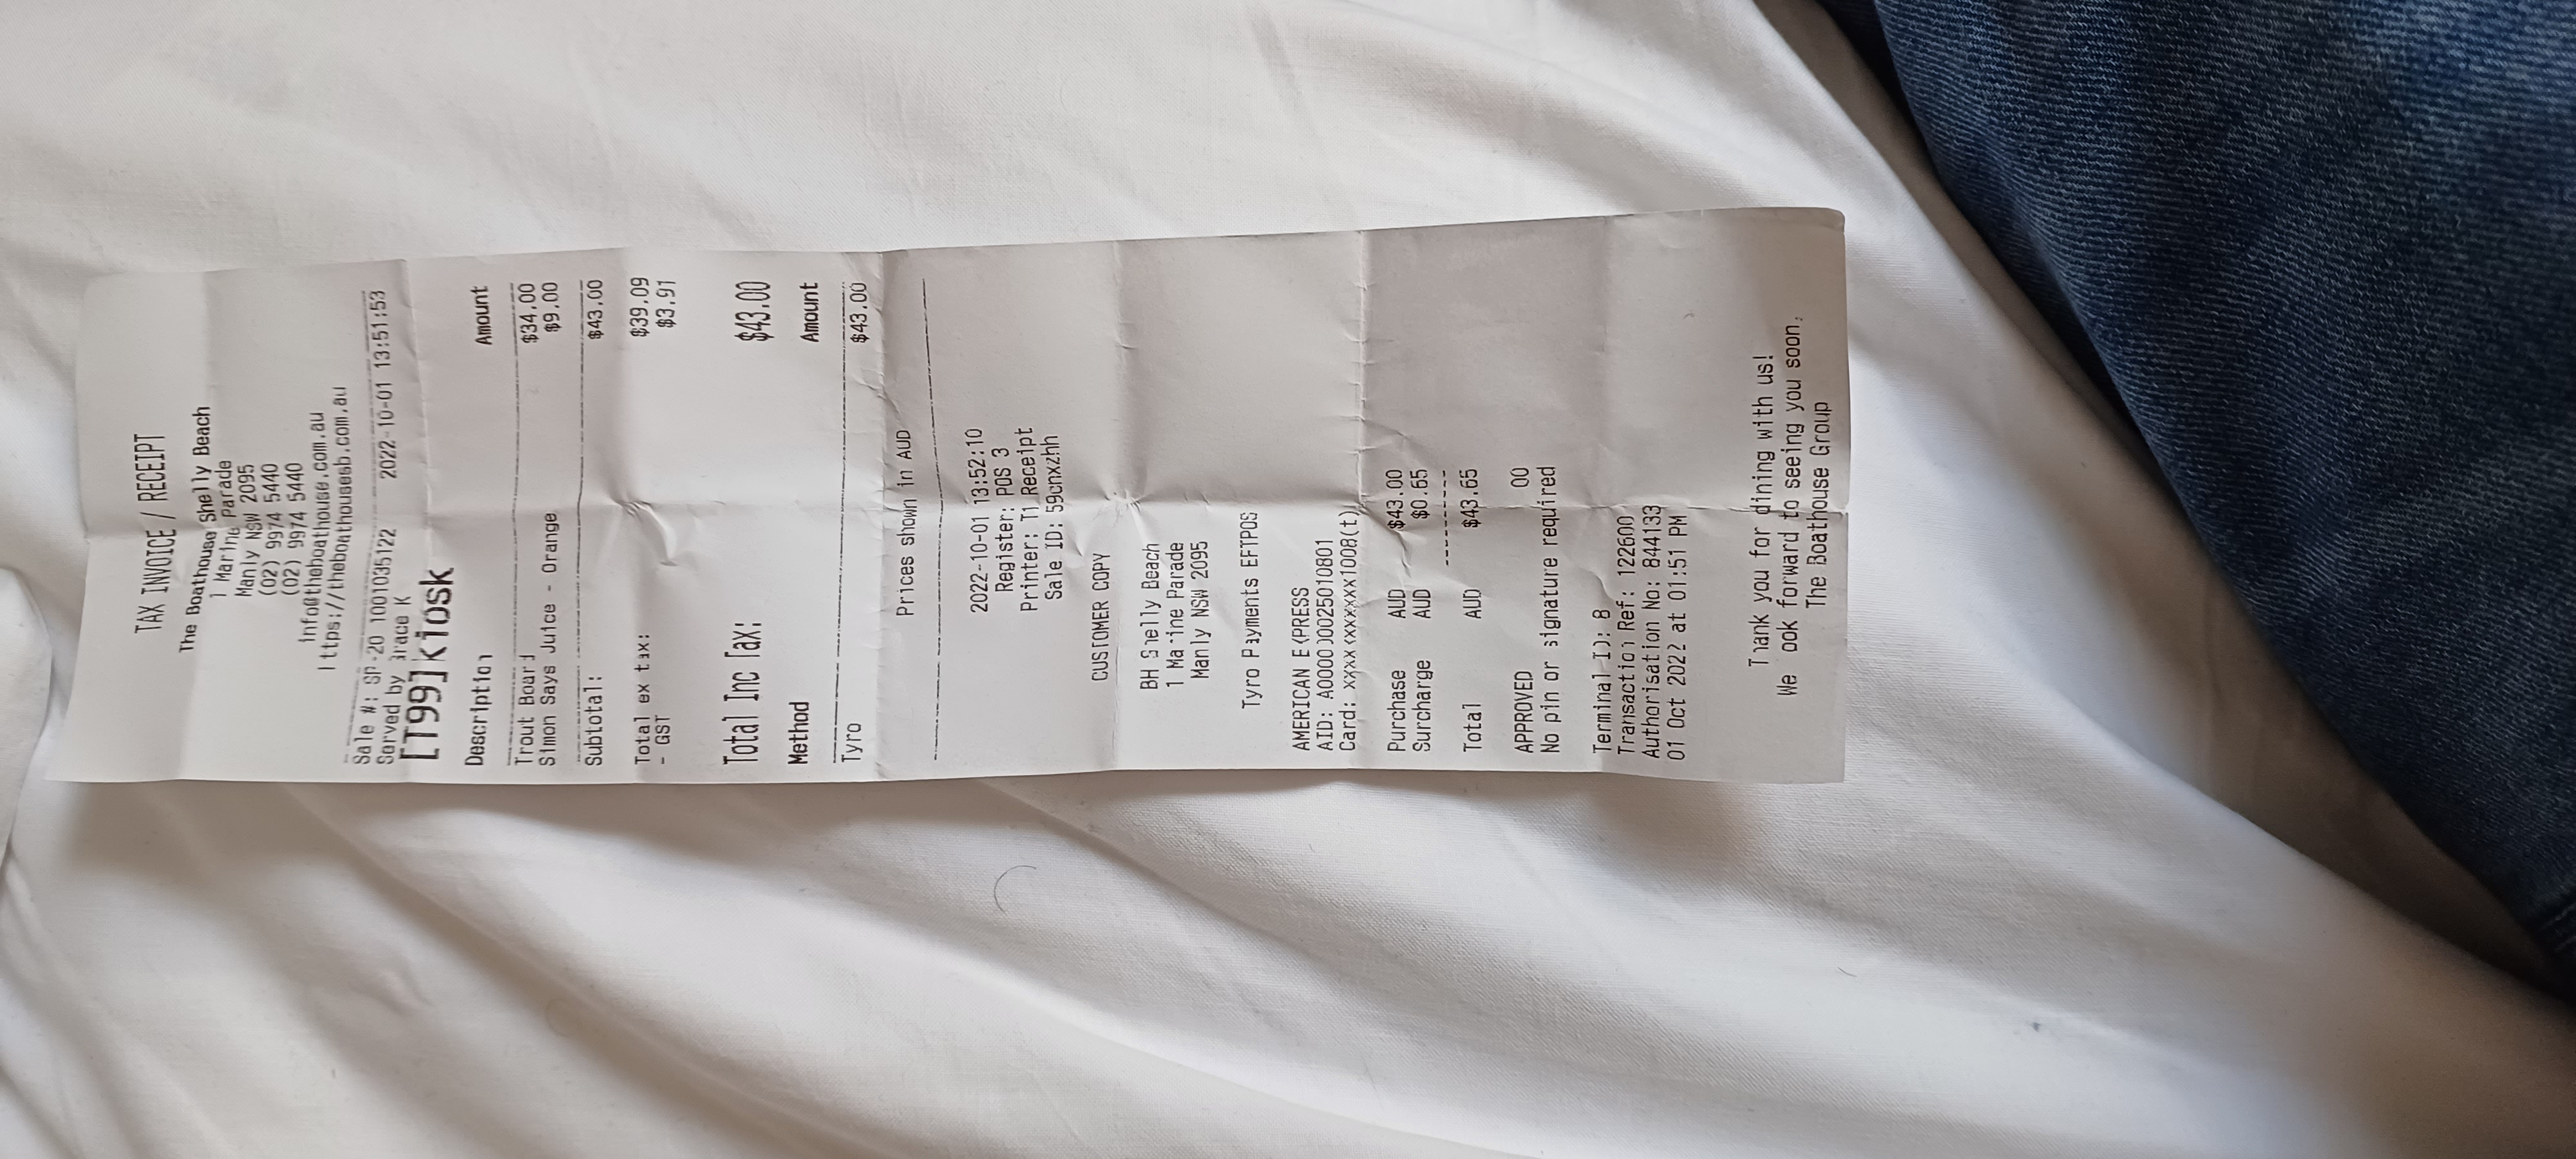 TAX INVOICE / RECEIPT
The Boathouse Shelly Beach
1 Marine Parade
Manly NSW 2095
(02) 9974 5440
(02) 9974 5440
info@theboathouse.com.au
https://theboathousesb.com.au
Sale #: SP-20 1001035122 2022-10-01 13:51:53
Served by Grace K
[T99]kiosk
Description Amount
Trout Board $34.00
Simon Says Juice - Orange $9.00
Subtotal: $43.00
Total ex tax: $39.09
- GST $3.91
Total Inc Tax: $43.00
Method Amount
Tyro $43.00
Prices shown in AUD
2022-10-01 13:52:10
Register: POS 3
Printer: T1 Receipt
Sale ID: 59cnxzhh
CUSTOMER COPY
BH Shelly Beach
1 Marine Parade
Manly NSW 2095
Tyro Payments EFTPOS
AMERICAN EXPRESS
AID: A000000025010801
Card: xxxxxxxxxxx1008(t)
Purchase AUD $43.00
Surcharge AUD $0.65
----------
Total AUD $43.65
APPROVED 00
No pin or signature required
Terminal ID: 8
Transaction Ref: 122600
Authorisation No: 844133
01 Oct 2022 at 01:51 PM
Thank you for dining with us!
We look forward to seeing you soon.
The Boathouse Group